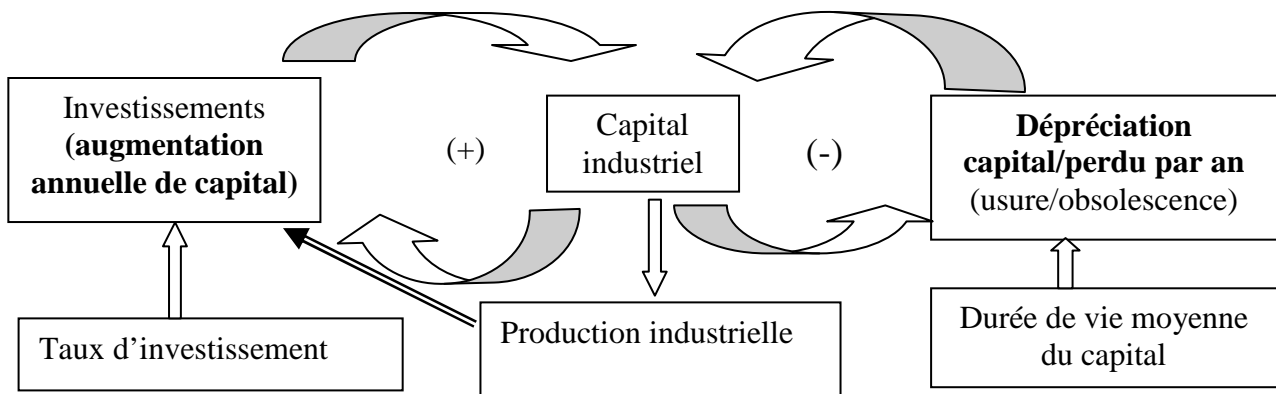 Investissements
(augmentation
annuelle de capital)
(+)
Capital
industriel
(-)
Dépréciation
capital/perdu par an
(usure/obsolescence)
Taux d’investissement
Production industrielle
Durée de vie moyenne
du capital